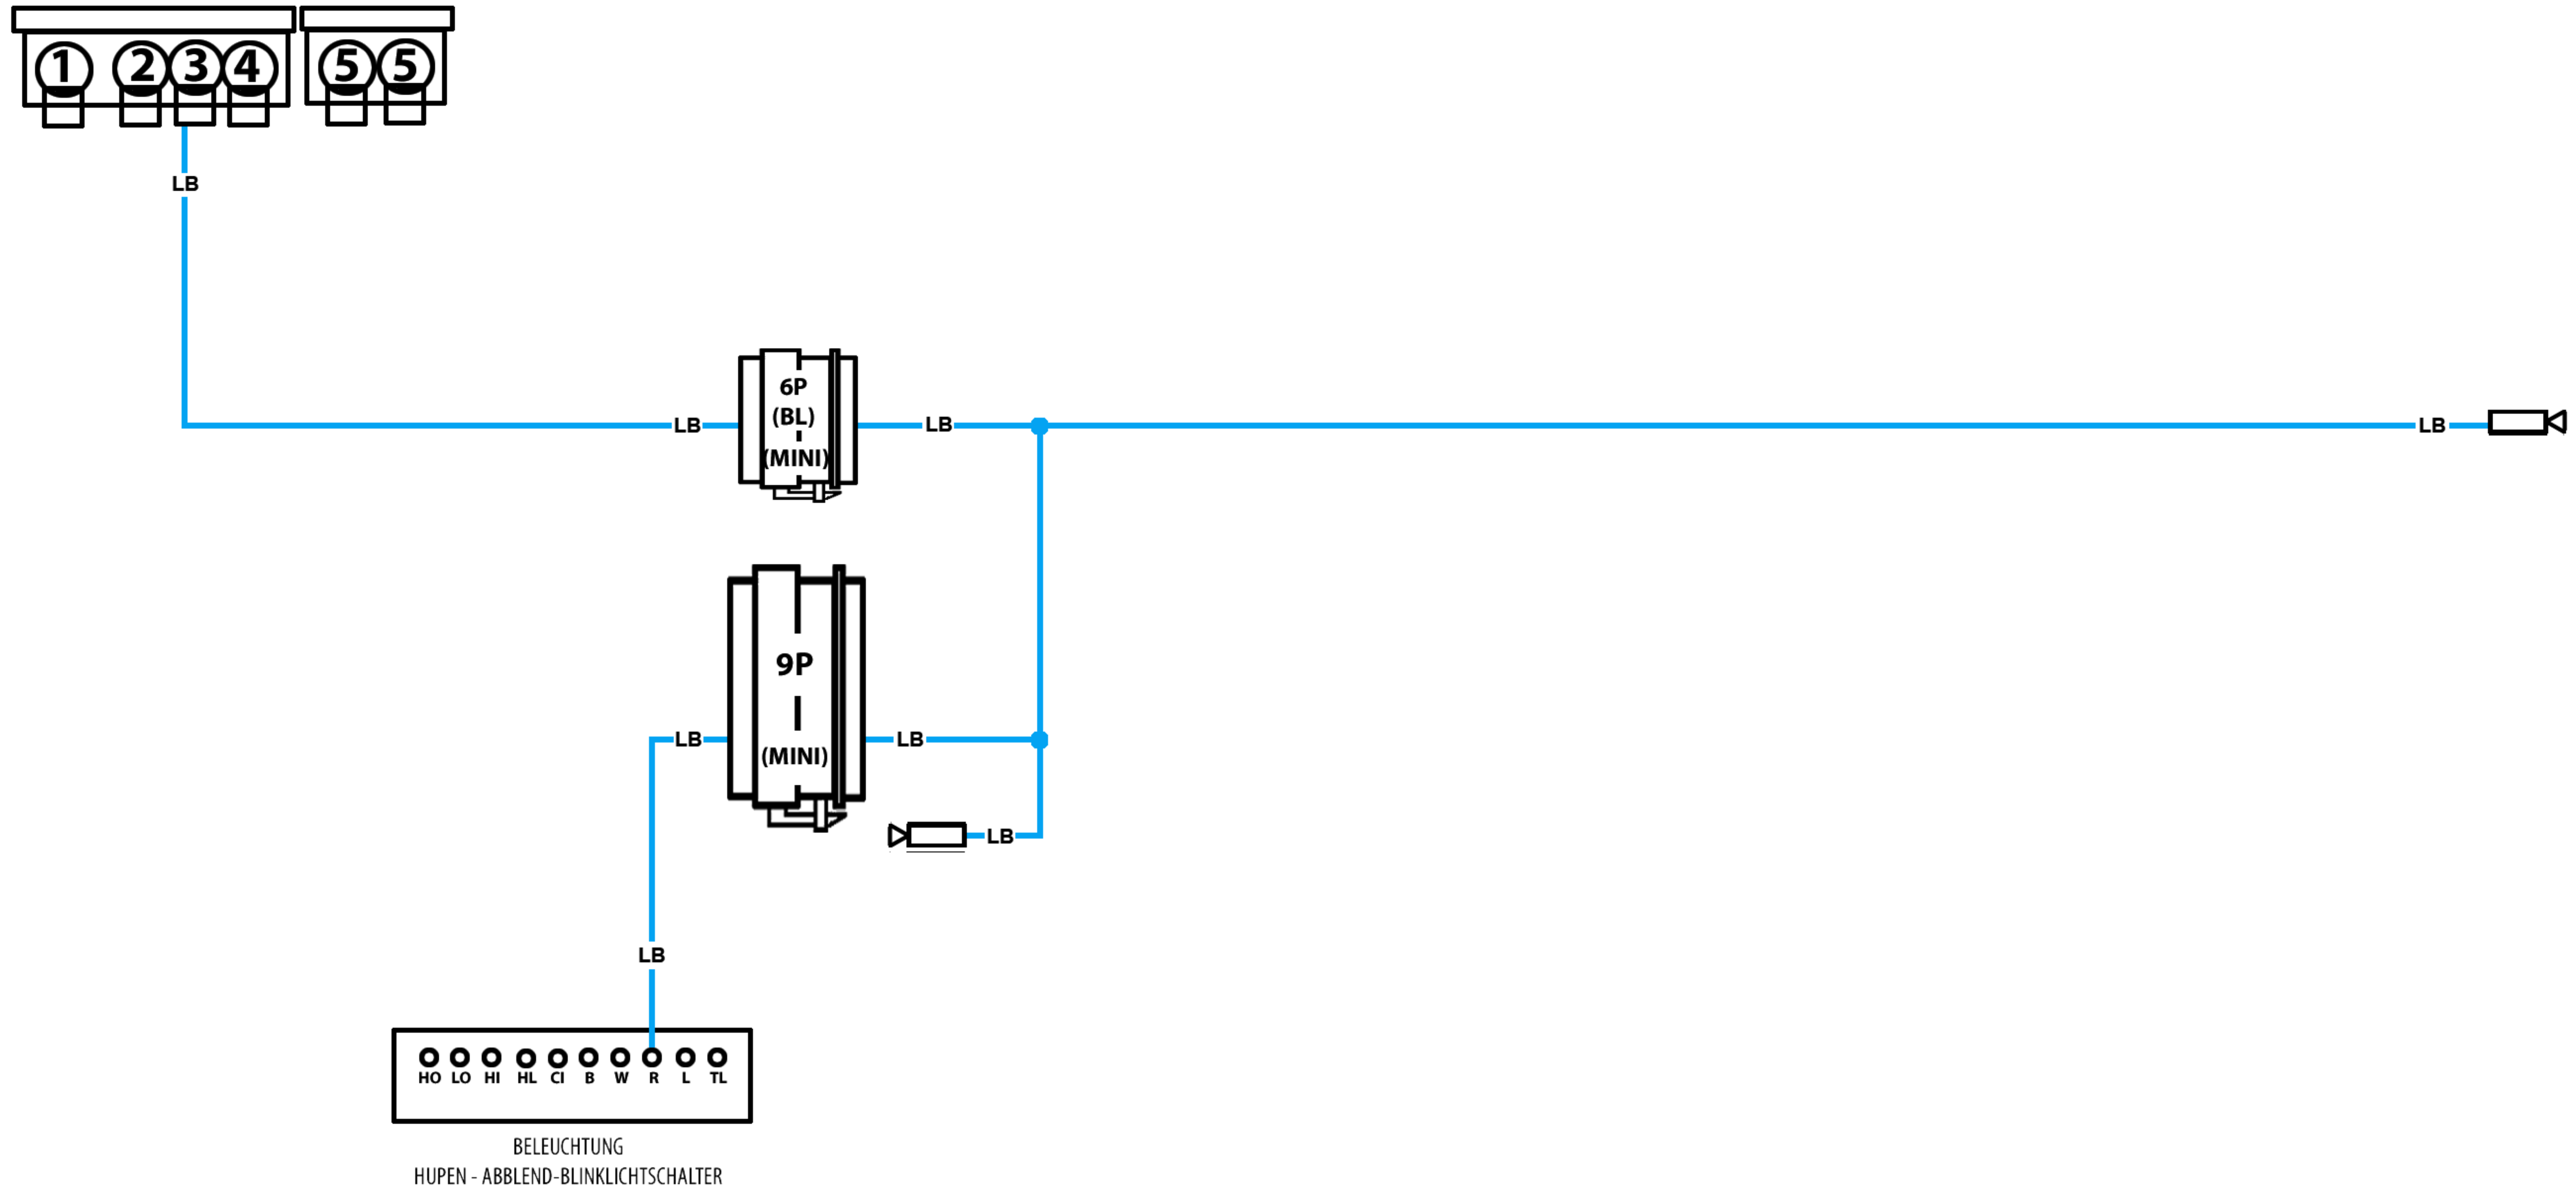 1 2 3 4 5 5
LB
6P
(BL)
(MINI)
LB LB LB
9P
(MINI)
LB LB
LB
LB
HO LO HI HL CI B W R L TL
BELEUCHTUNG
HUPEN - ABBLEND-BLINKLICHTSCHALTER